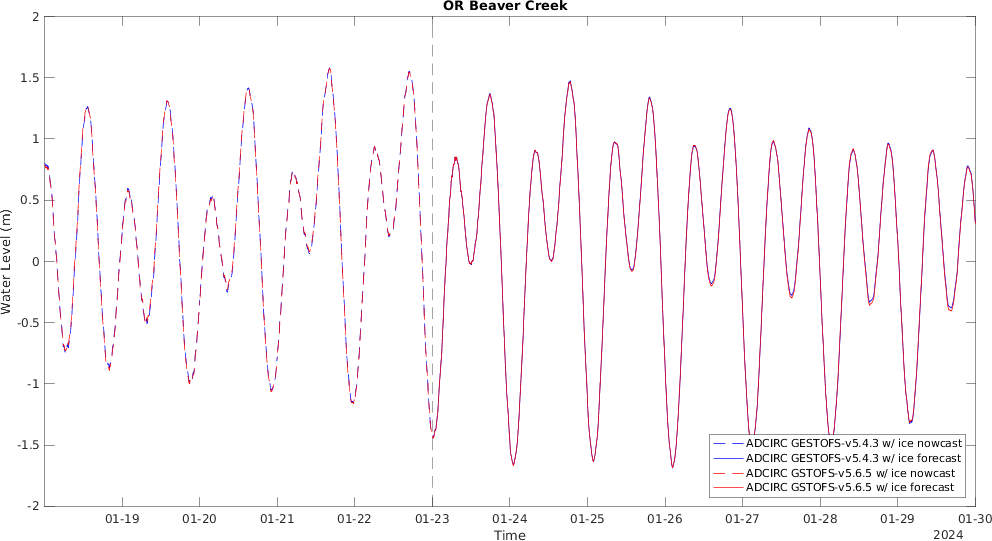 OR Beaver Creek
2
1.5
1
0.5
0
-0.5
-1
-1.5
-2
Water Level (m)
01-19 01-20 01-21 01-22 01-23 01-24 01-25 01-26 01-27 01-28 01-29 01-30
Time
2024
ADCIRC GESTOFS-v5.4.3 w/ ice nowcast
ADCIRC GESTOFS-v5.4.3 w/ ice forecast
ADCIRC GSTOFS-v5.6.5 w/ ice nowcast
ADCIRC GSTOFS-v5.6.5 w/ ice forecast